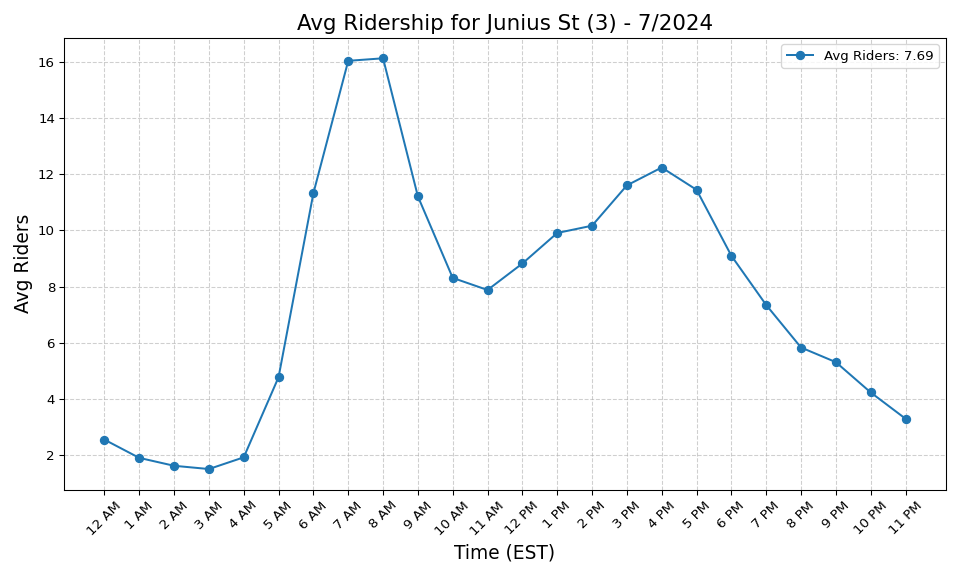 Avg Ridership for Junius St (3) - 7/2024
Avg Riders: 7.69
16
14
12
10
8
6
4
2
Avg Riders
12 AM
1 AM
2 AM
3 AM
4 AM
5 AM
6 AM
7 AM
8 AM
9 AM
10 AM
11 AM
12 PM
1 PM
2 PM
3 PM
4 PM
5 PM
6 PM
7 PM
8 PM
9 PM
10 PM
11 PM
Time (EST)